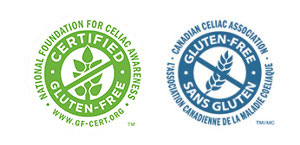 NATIONAL FOUNDATION FOR CELIAC AWARENESS
CERTIFIED
GLUTEN-FREE
WWW.GF-CERT.ORG
TM
CANADIAN CELIAC ASSOCIATION
GLUTEN-FREE
SANS GLUTEN
L'ASSOCIATION CANADIENNE DE LA MALADIE COELIAQUE
TM/MC